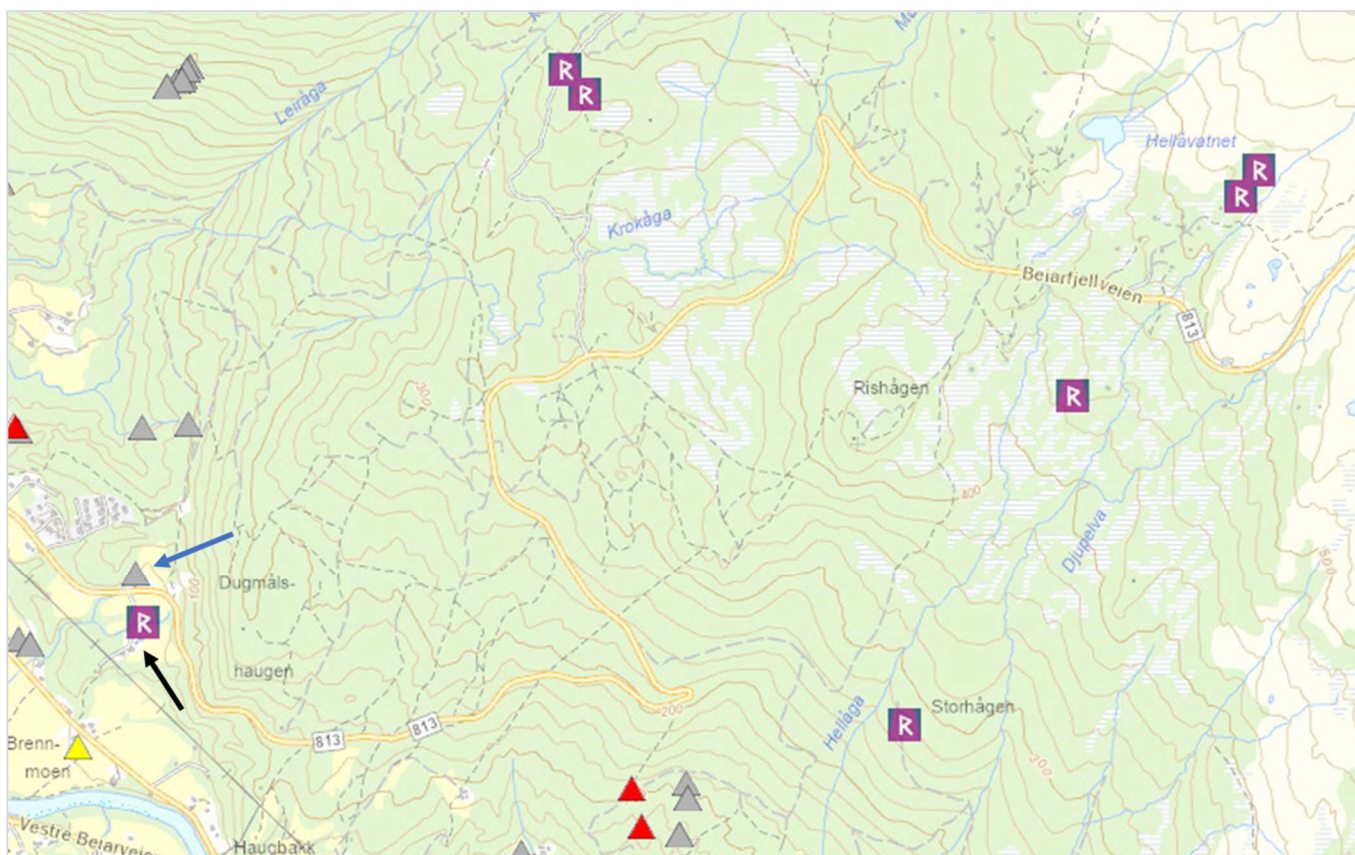 Leiråga
Hellåvatnet
Krokåga
Beiarfjellveien
813
300
Rishågen
400
Djupelva
500
100
Dugmåls-
haugen
200
Hellåga
Storhågen
813
813
300
Brenn-
moen
Vestre Beiarveien
Haugbakk